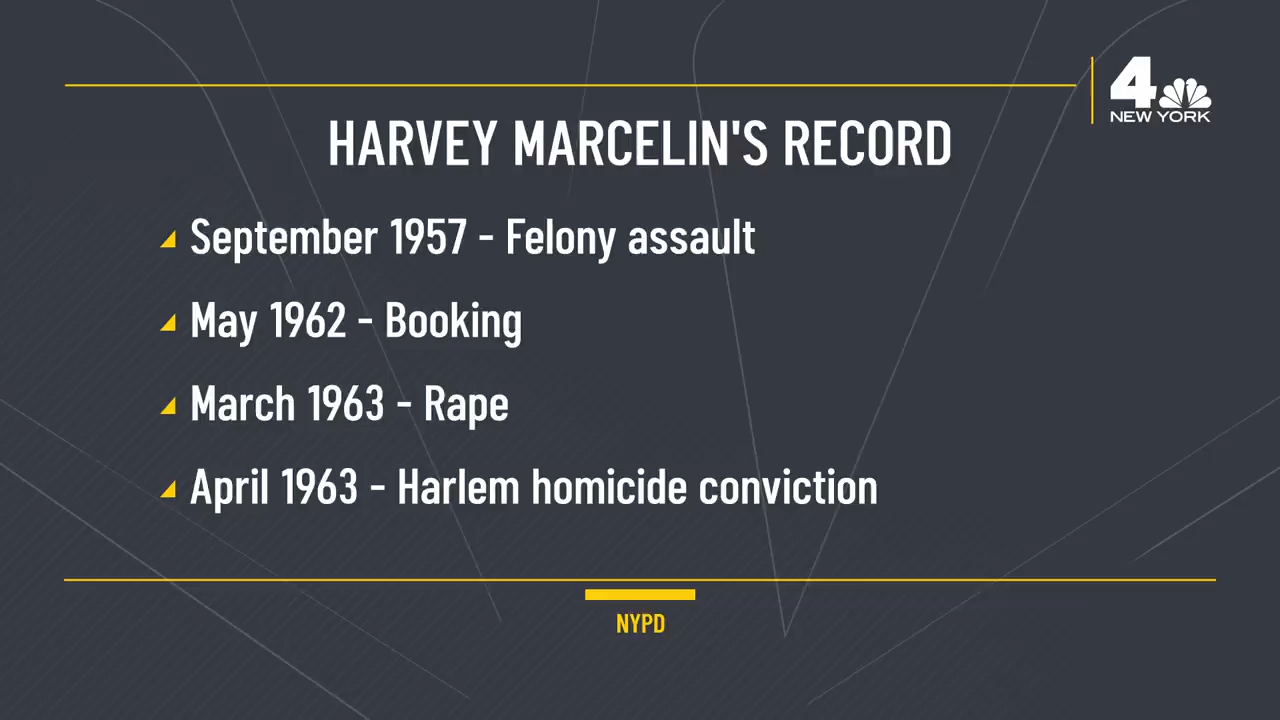 4
NEW YORK
HARVEY MARCELIN'S RECORD
September 1957 - Felony assault
May 1962 - Booking
March 1963 - Rape
April 1963 - Harlem homicide conviction
NYPD